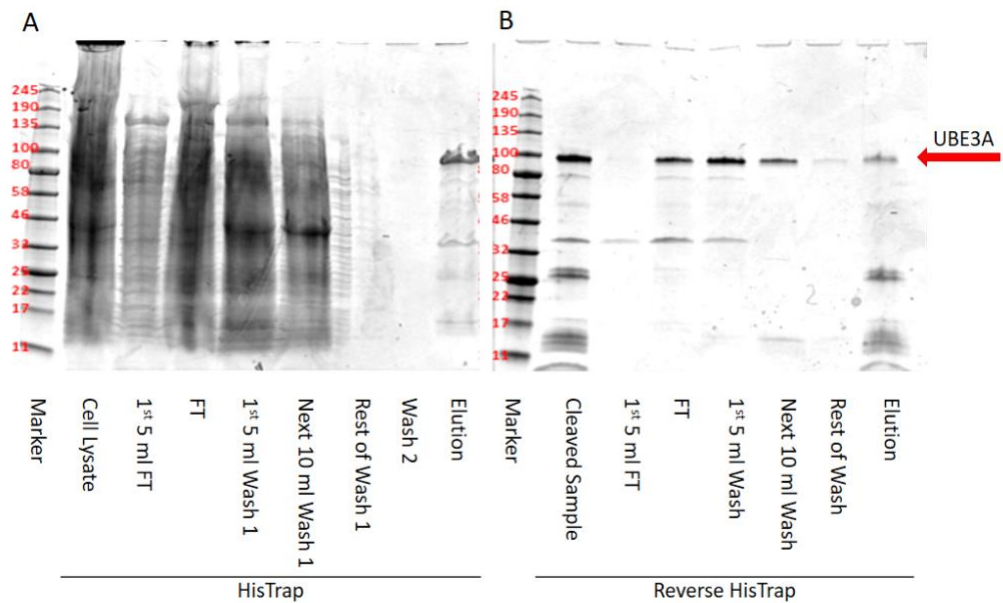 A
B
245
190
135
100
80
58
46
32
25
22
17
11
245
190
135
100
80
58
46
32
25
22
17
11
UBE3A
Marker
Cell Lysate
1st 5 ml FT
FT
1st 5 ml Wash 1
Next 10 ml Wash 1
Rest of Wash 1
Wash 2
Elution
Marker
Cleaved Sample
1st 5 ml FT
FT
1st 5 ml Wash
Next 10 ml Wash
Rest of Wash
Elution
HisTrap
Reverse HisTrap